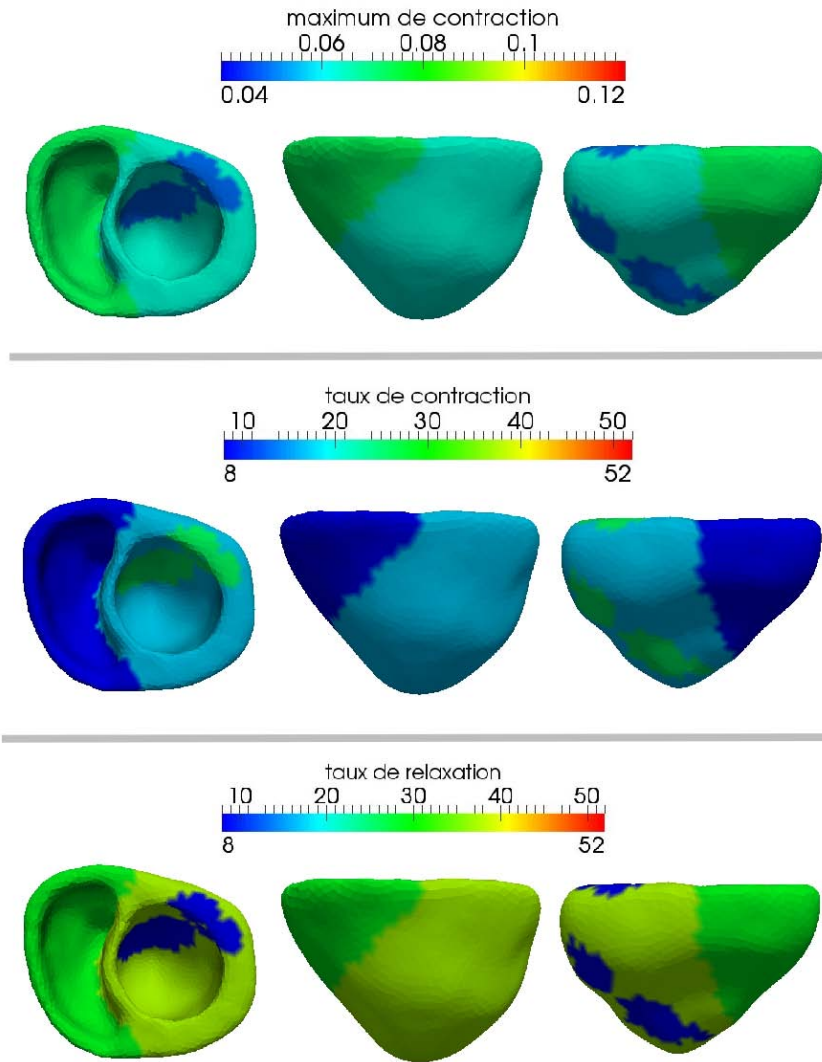 maximum de contraction
0.06 0.08 0.1
0.04 0.12
taux de contraction
10 20 30 40 50
8 52
taux de relaxation
10 20 30 40 50
8 52